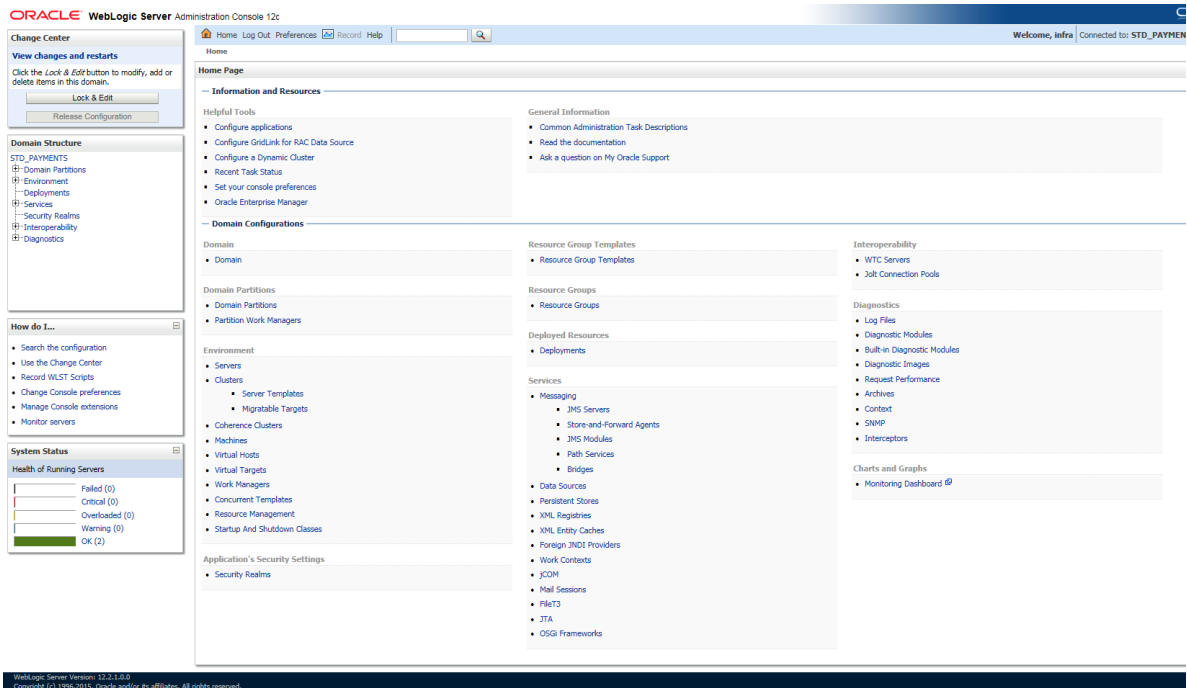 ORACLE® WebLogic Server Administration Console 12c
Change Center
View changes and restarts
Click the Lock & Edit button to modify, add or
delete items in this domain.
Lock & Edit
Release Configuration
Domain Structure
STD_PAYMENTS
Domain Partitions
Environment
Deployments
Services
Security Realms
Interoperability
Diagnostics
How do I...
Search the configuration
Use the Change Center
Record WLST Scripts
Change Console preferences
Manage Console extensions
Monitor servers
System Status
Health of Running Servers
Failed (0)
Critical (0)
Overloaded (0)
Warning (0)
OK (2)
Home Log Out Preferences Record Help
Welcome, infra Connected to: STD_PAYMEN
Home
Home Page
Information and Resources
Helpful Tools
Configure applications
Configure GridLink for RAC Data Source
Configure a Dynamic Cluster
Recent Task Status
Set your console preferences
Oracle Enterprise Manager
General Information
Common Administration Task Descriptions
Read the documentation
Ask a question on My Oracle Support
Domain Configurations
Domain
Domain
Domain Partitions
Domain Partitions
Partition Work Managers
Environment
Servers
Clusters
Server Templates
Migratable Targets
Coherence Clusters
Machines
Virtual Hosts
Virtual Targets
Work Managers
Concurrent Templates
Resource Management
Startup And Shutdown Classes
Application's Security Settings
Security Realms
Resource Group Templates
Resource Group Templates
Resource Groups
Resource Groups
Deployed Resources
Deployments
Services
Messaging
JMS Servers
Store-and-Forward Agents
JMS Modules
Path Services
Bridges
Data Sources
Persistent Stores
XML Registries
XML Entity Caches
Foreign JNDI Providers
Work Contexts
jCOM
Mail Sessions
FileT3
JTA
OSGi Frameworks
Interoperability
WTC Servers
Jolt Connection Pools
Diagnostics
Log Files
Diagnostic Modules
Built-in Diagnostic Modules
Diagnostic Images
Request Performance
Archives
Context
SNMP
Interceptors
Charts and Graphs
Monitoring Dashboard
WebLogic Server Version: 12.2.1.0.0
Copyright (c) 1996-2015, Oracle and/or its affiliates. All rights reserved.